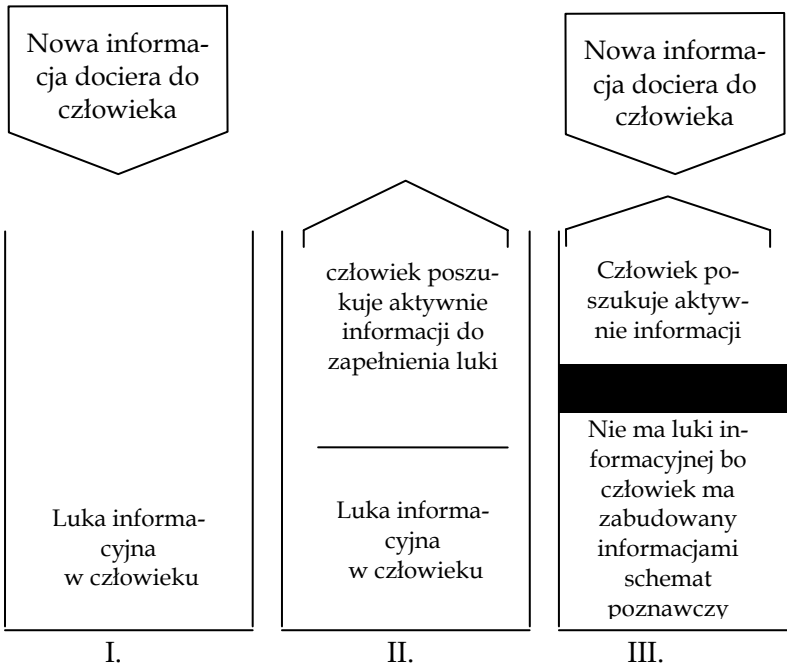 Nowa informa-
cja dociera do
człowieka
Luka informa-
cyjna
w człowieku
I.
człowiek poszu-
kuje aktywnie
informacji do
zapełnienia luki
Luka informa-
cyjna
w człowieku
II.
Nowa informa-
cja dociera do
człowieka
Człowiek po-
szukuje aktyw-
nie informacji
Nie ma luki in-
formacyjnej bo
człowiek ma
zabudowany
informacjami
schemat
poznawczy
III.